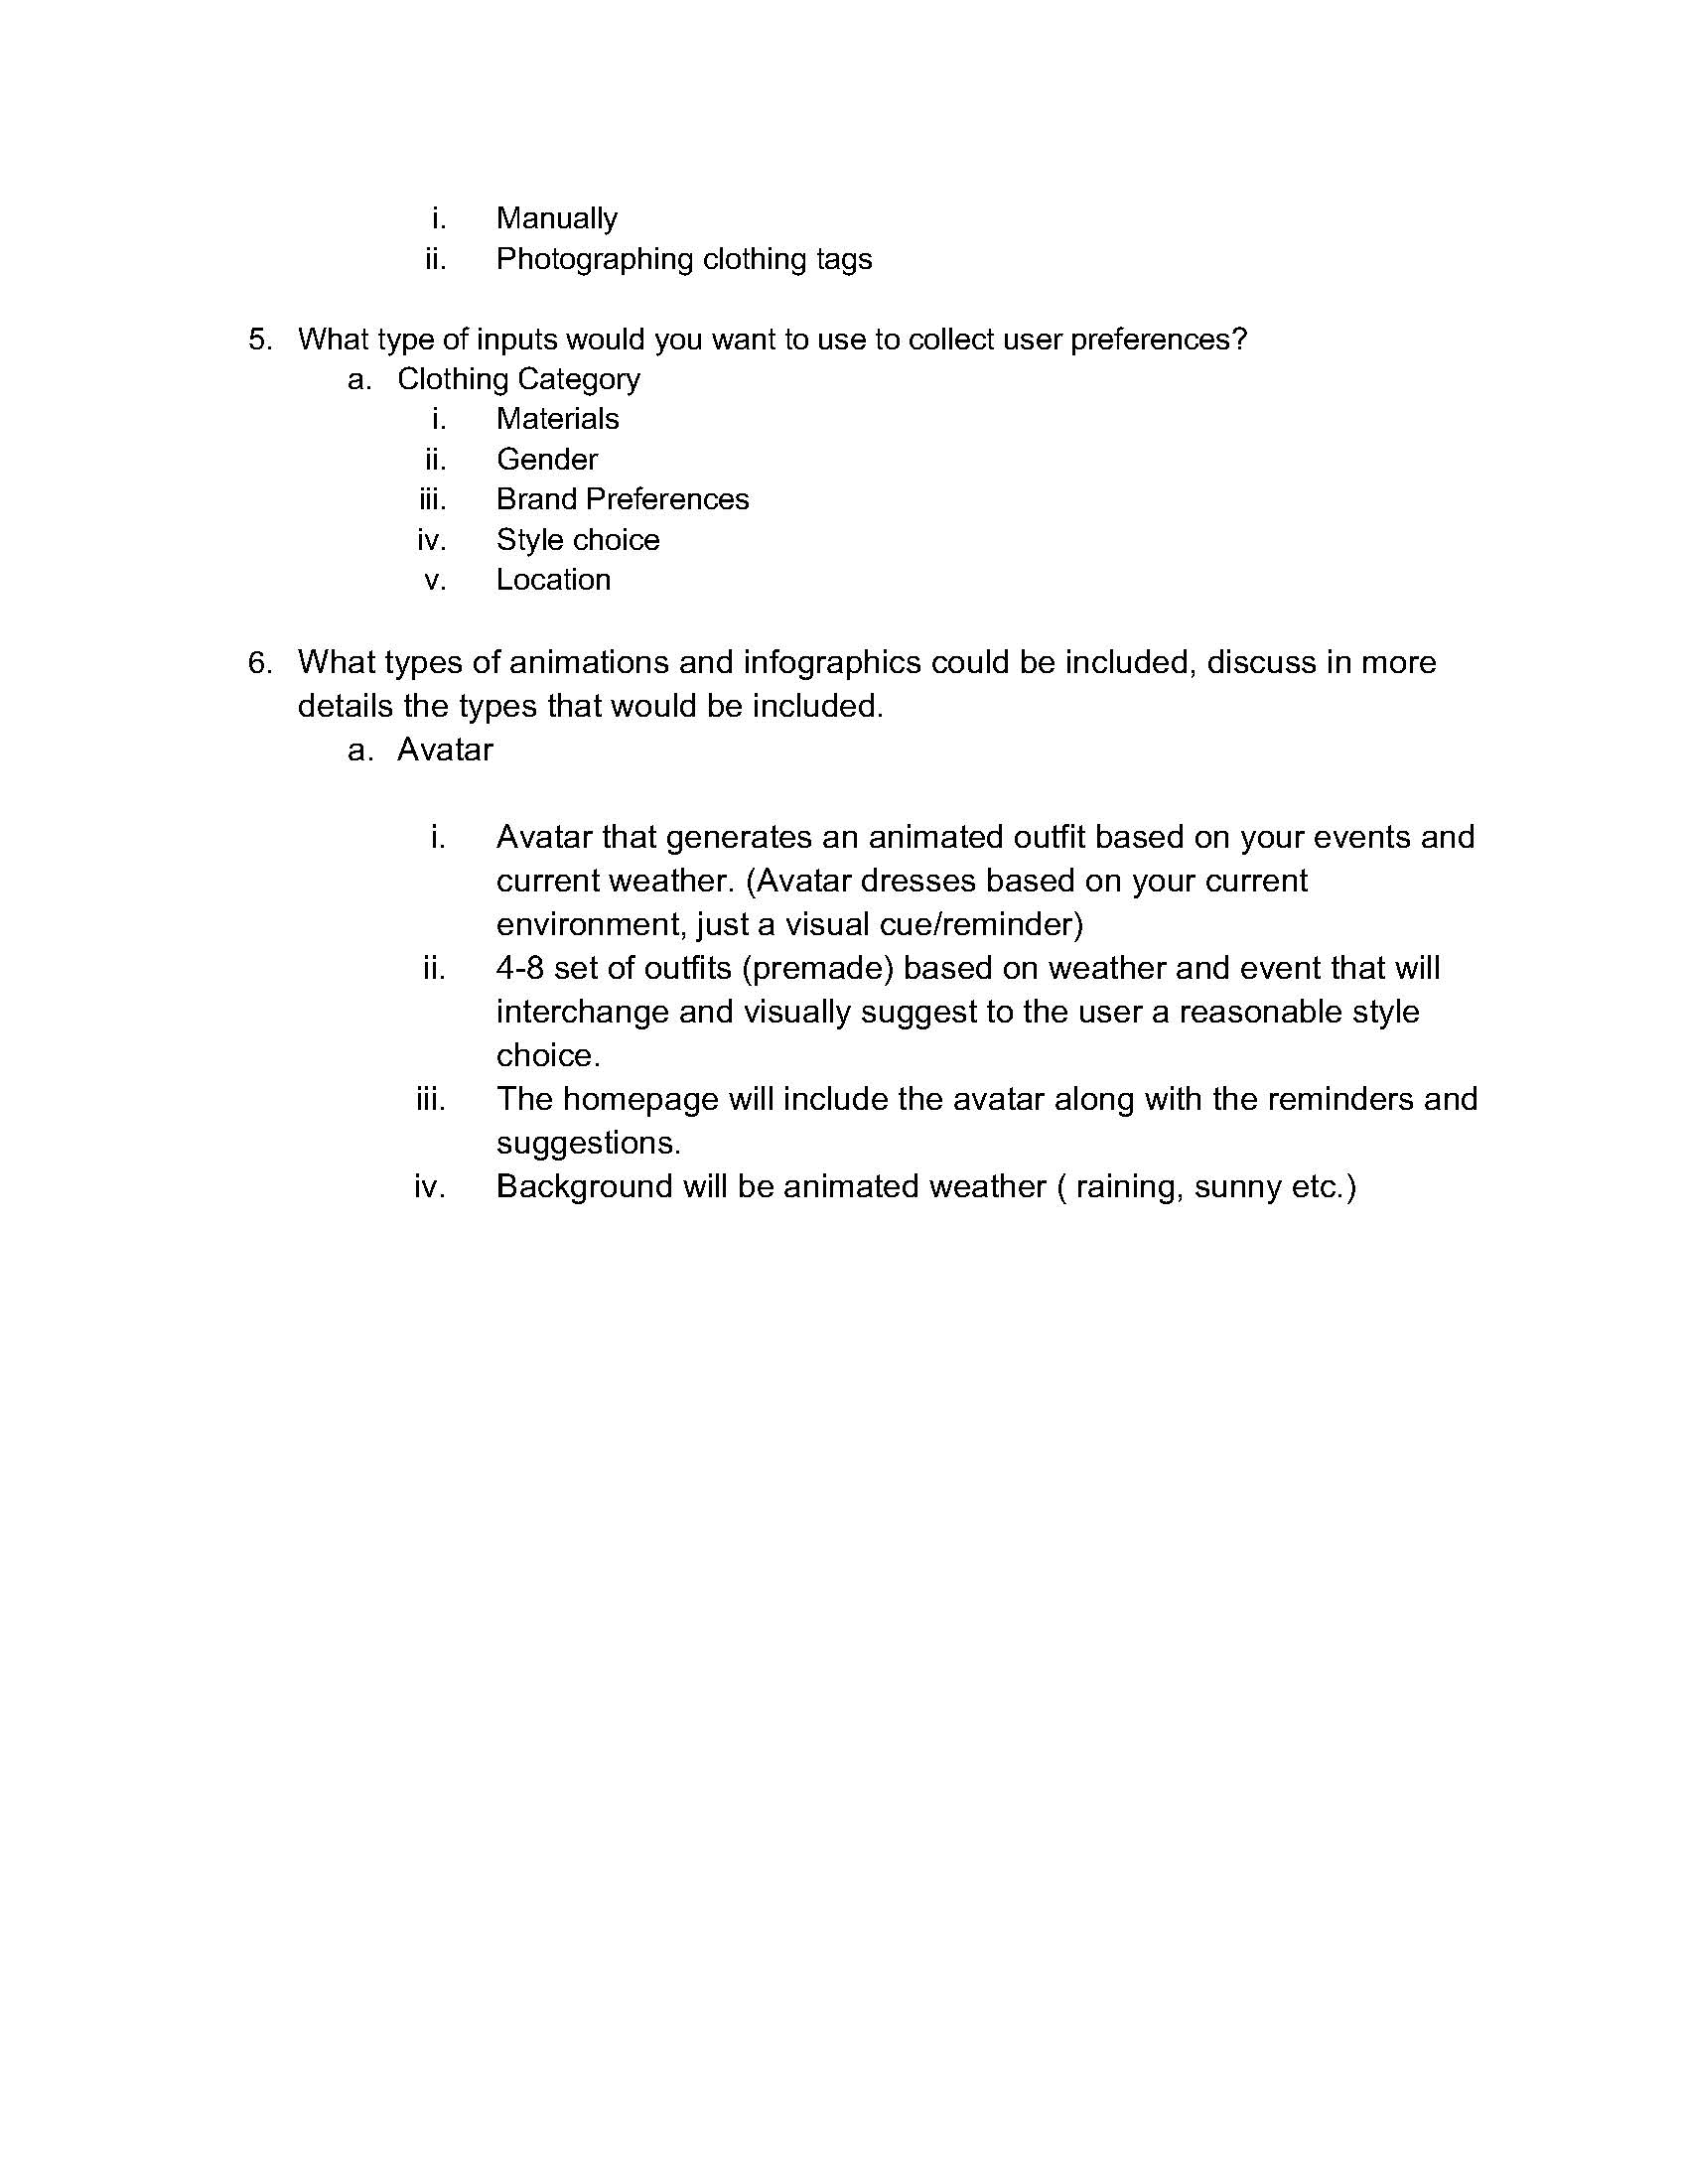 i. Manually
ii. Photographing clothing tags
5. What type of inputs would you want to use to collect user preferences?
a. Clothing Category
i. Materials
ii. Gender
iii. Brand Preferences
iv. Style choice
v. Location
6. What types of animations and infographics could be included, discuss in more
details the types that would be included.
a. Avatar
i. Avatar that generates an animated outfit based on your events and
current weather. (Avatar dresses based on your current
environment, just a visual cue/reminder)
ii. 4-8 set of outfits (premade) based on weather and event that will
interchange and visually suggest to the user a reasonable style
choice.
iii. The homepage will include the avatar along with the reminders and
suggestions.
iv. Background will be animated weather ( raining, sunny etc.)